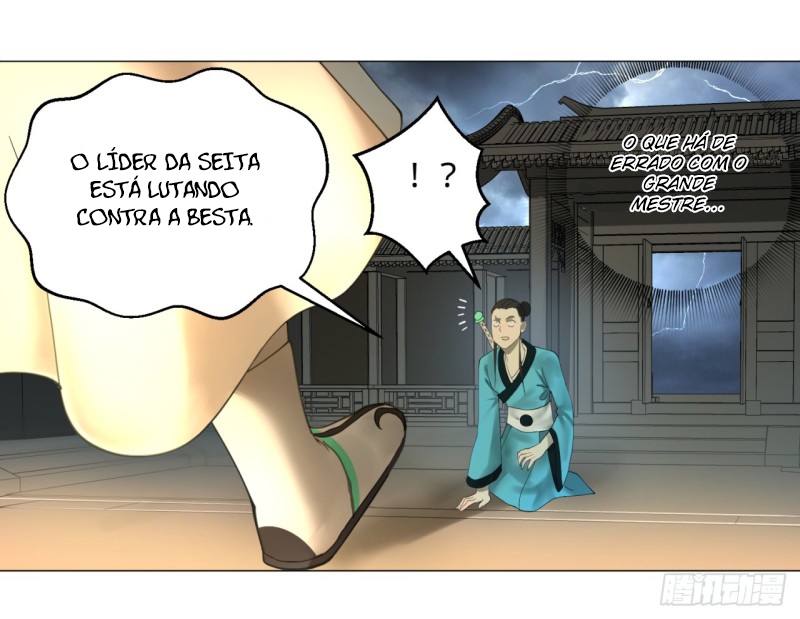 O LÍDER DA SEITA
ESTÁ LUTANDO
CONTRA A BESTA.
! ?
O QUE HÁ DE
ERRADO COM O
GRANDE
MESTRE...
腾讯动漫